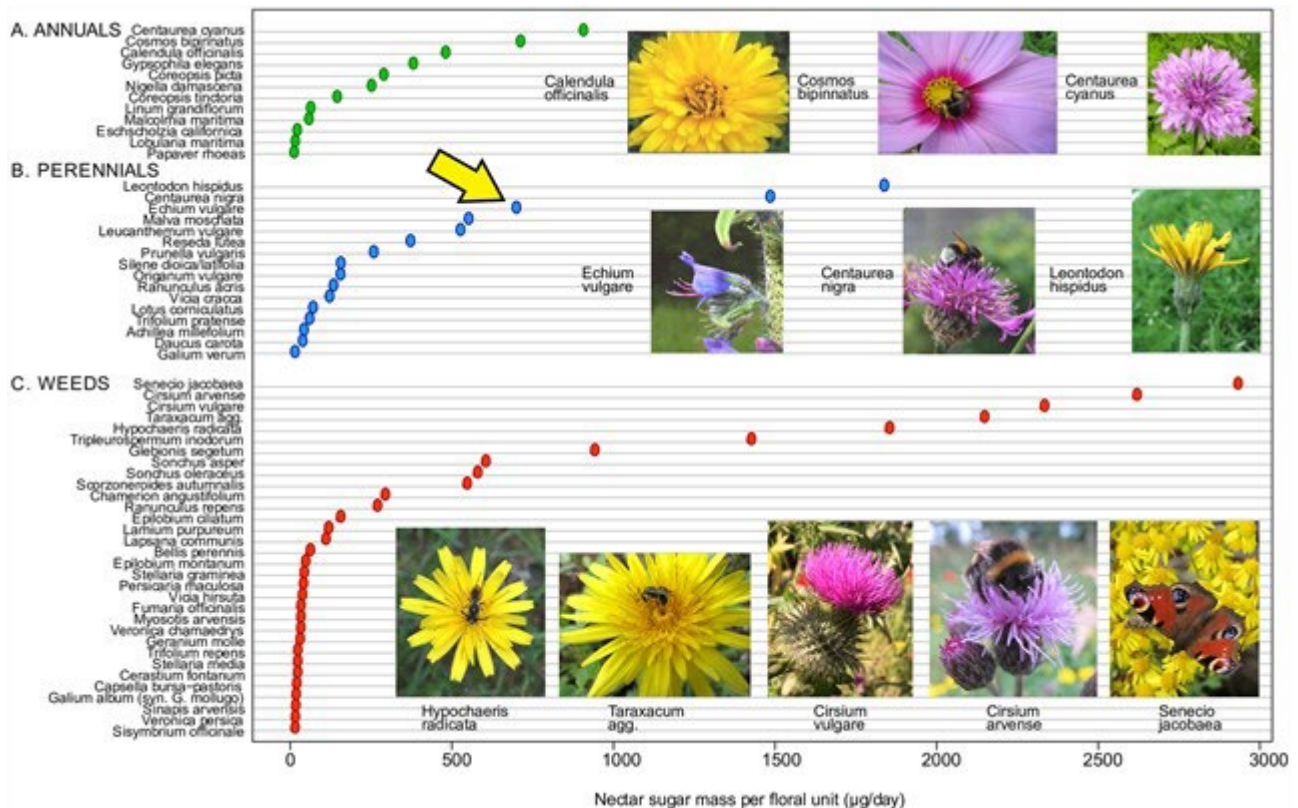 A. ANNUALS
Centaurea cyanus
Cosmos bipinnatus
Calendula officinalis
Gypsophila elegans
Coreopsis picta
Nigella damascena
Coreopsis tinctoria
Linum grandiflorum
Malcolmia maritima
Eschscholzia californica
Lobularia maritima
Papaver rhoeas
Calendula
officinalis
Cosmos
bipinnatus
Centaurea
cyanus
B. PERENNIALS
Leontodon hispidus
Centaurea nigra
Echium vulgare
Malva moschata
Leucanthemum vulgare
Reseda lutea
Prunella vulgaris
Silene dioica/latifolia
Origanum vulgare
Ranunculus acris
Vicia cracca
Lotus corniculatus
Trifolium pratense
Achillea millefolium
Daucus carota
Galium verum
Echium
vulgare
Centaurea
nigra
Leontodon
hispidus
C. WEEDS
Senecio jacobaea
Cirsium arvense
Cirsium vulgare
Taraxacum agg.
Hypochaeris radicata
Tripleurospermum inodorum
Glebionis segetum
Sonchus asper
Sonchus oleraceus
Scorzoneroides autumnalis
Chamerion angustifolium
Ranunculus repens
Epilobium ciliatum
Lamium purpureum
Lapsana communis
Bellis perennis
Epilobium montanum
Stellaria graminea
Persicaria maculosa
Vicia hirsuta
Fumaria officinalis
Myosotis arvensis
Veronica chamaedrys
Geranium molle
Trifolium repens
Stellaria media
Cerastium fontanum
Capsella bursa-pastoris
Galium album (syn. G. mollugo)
Sinapis arvensis
Veronica persica
Sisymbrium officinale
Hypochaeris
radicata
Taraxacum
agg.
Cirsium
vulgare
Cirsium
arvense
Senecio
jacobaea
0 500 1000 1500 2000 2500 3000
Nectar sugar mass per floral unit (µg/day)